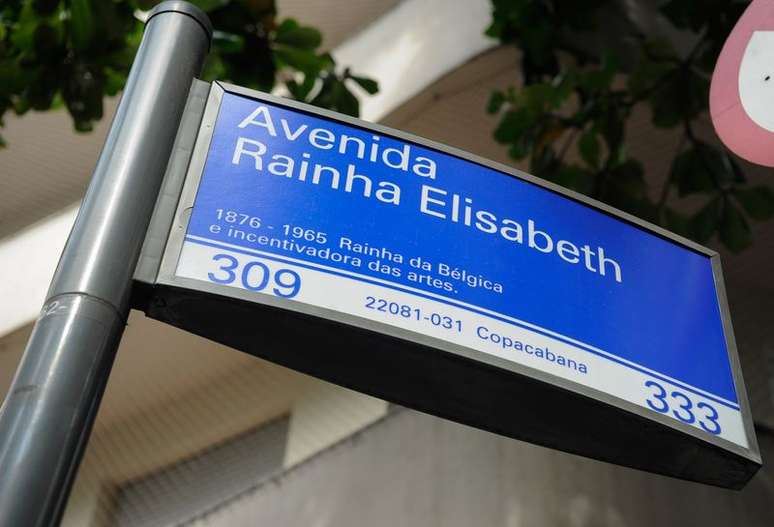 Avenida
Rainha Elisabeth
1876 - 1965 Rainha da Bélgica
e incentivadora das artes.
309
22081-031 Copacabana
333